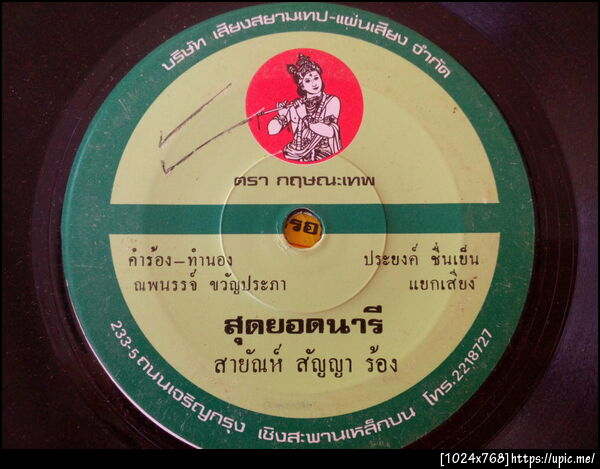 บริษัท เสียงสยามเทป-แผ่นเสียง จำกัด
ตรา กฤษณะเทพ
รอ
คำร้อง-ทำนอง
ณพนรรจ์ ขวัญประภา
ประยงค์ ชื่นเย็น
แยกเสียง
สุดยอดนารี
สายัณห์ สัญญา ร้อง
233-5 ถนนเจริญกรุง เชิงสะพานเหล็กบน โทร. 2218727
[1024x768]https://upic.me/